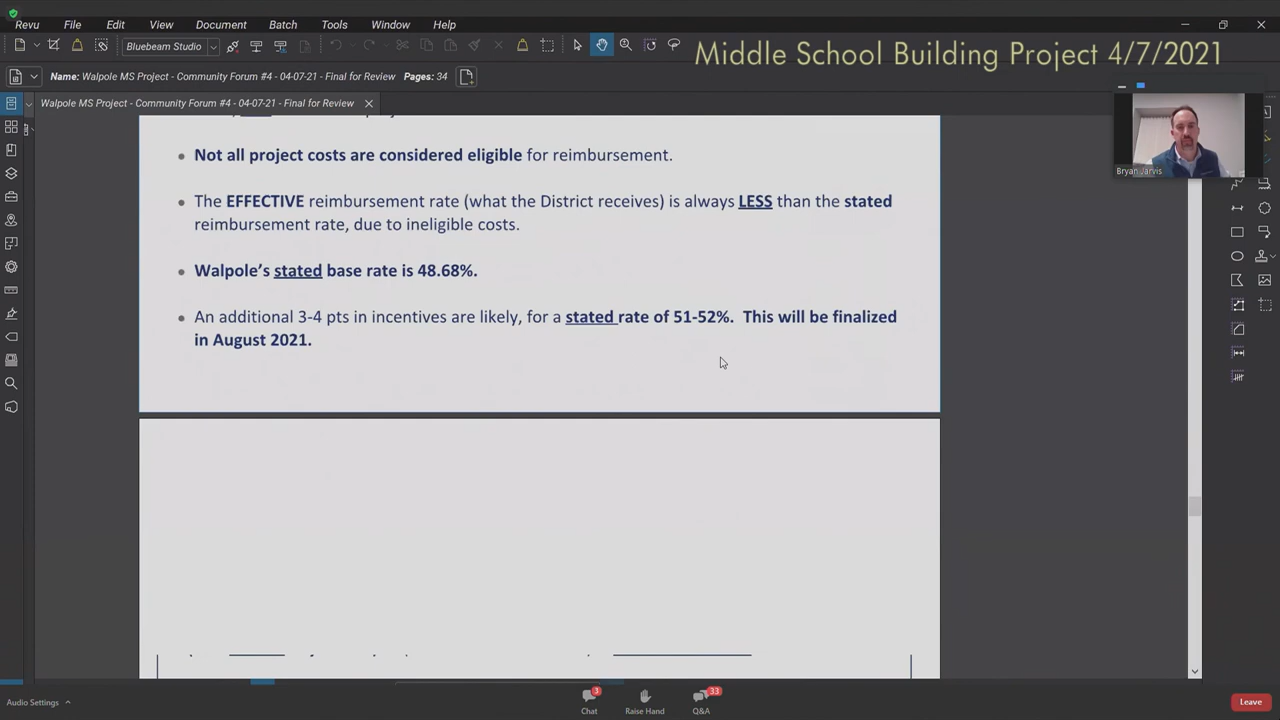 Revu File Edit View Document Batch Tools Window Help
Bluebeam Studio
Middle School Building Project 4/7/2021
Name: Walpole MS Project - Community Forum #4 - 04-07-21 - Final for Review Pages: 34
Walpole MS Project - Community Forum #4 - 04-07-21 - Final for Review
Bryan Jarvis
Not all project costs are considered eligible for reimbursement.
The EFFECTIVE reimbursement rate (what the District receives) is always LESS than the stated
reimbursement rate, due to ineligible costs.
Walpole's stated base rate is 48.68%.
An additional 3-4 pts in incentives are likely, for a stated rate of 51-52%. This will be finalized
in August 2021.
Audio Settings
3
Chat
Raise Hand
33
Q&A
Leave